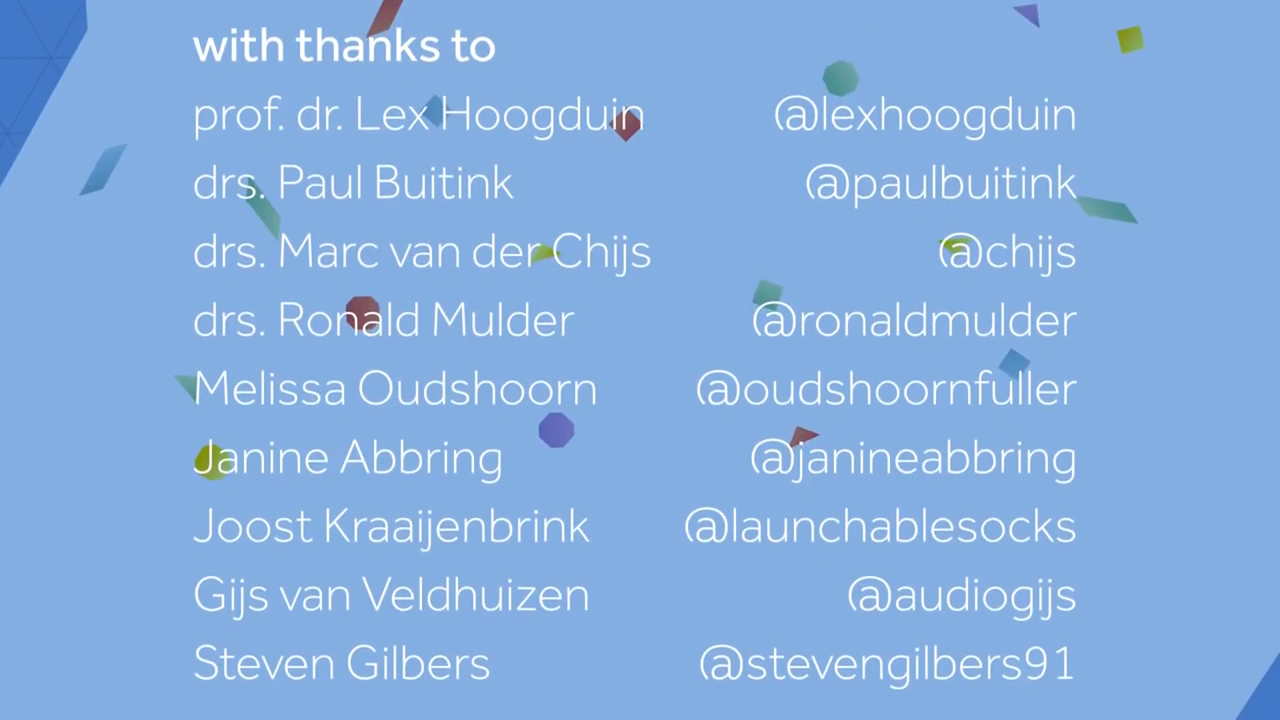 with thanks to
prof. dr. Lex Hoogduin @lexhoogduin
drs. Paul Buitink @paulbuitink
drs. Marc van der Chijs @chijs
drs. Ronald Mulder @ronaldmulder
Melissa Oudshoorn @oudshoornfuller
Janine Abbring @janineabbring
Joost Kraaijenbrink @launchablesocks
Gijs van Veldhuizen @audiogijs
Steven Gilbers @stevengilbers91